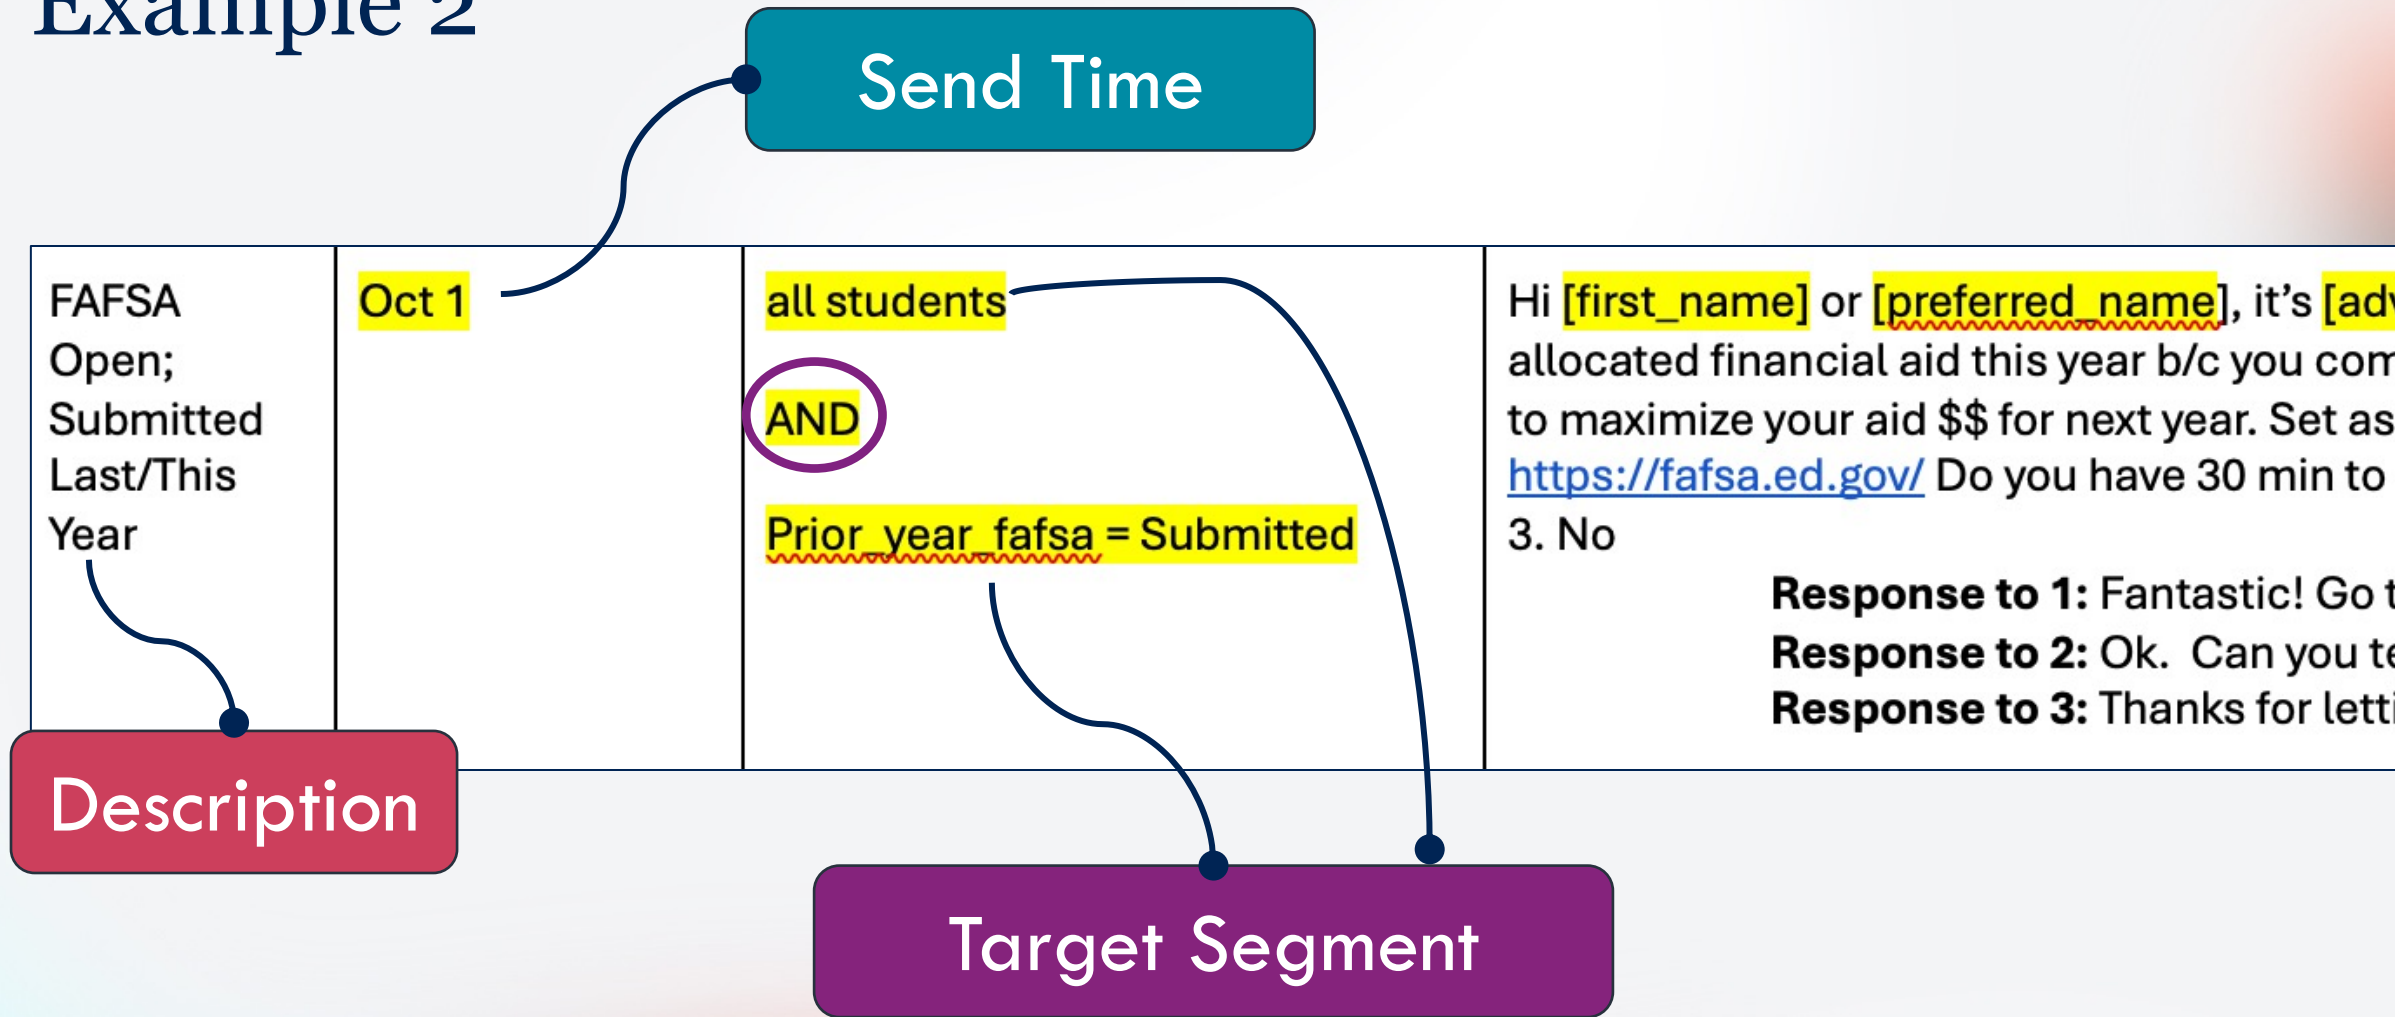 Example 2
Send Time
FAFSA
Open;
Submitted
Last/This
Year
Oct 1
all students
AND
Prior_year_fafsa = Submitted
Hi [first_name] or [preferred_name], it's
allocated financial aid this year b/c you
to maximize your aid $$ for next year. Set
https://fafsa.ed.gov/ Do you have 30 min to
3. No
Response to 1: Fantastic! Go
Response to 2: Ok.  Can you
Response to 3: Thanks for
Description
Target Segment